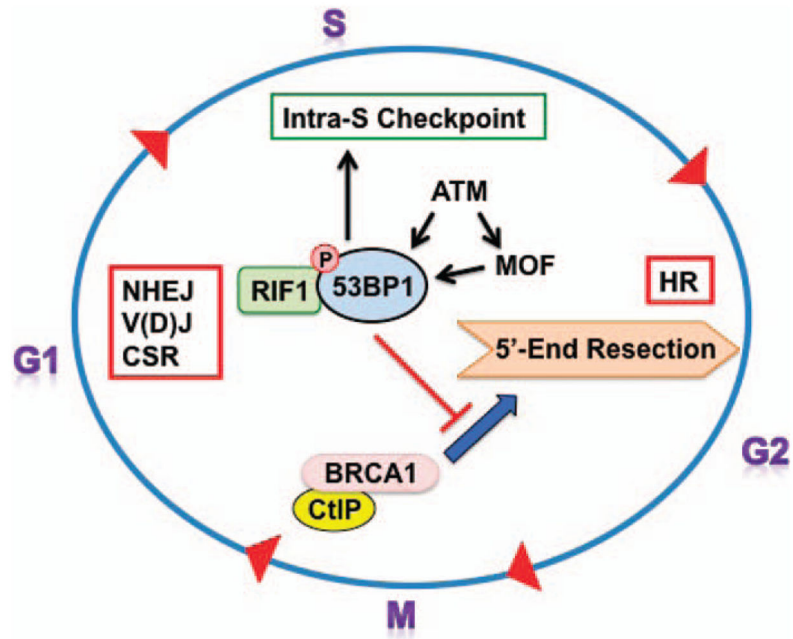 S
Intra-S Checkpoint
ATM
P
MOF
RIF1
53BP1
HR
NHEJ
V(D)J
CSR
G1
5’-End Resection
G2
BRCA1
CtIP
M